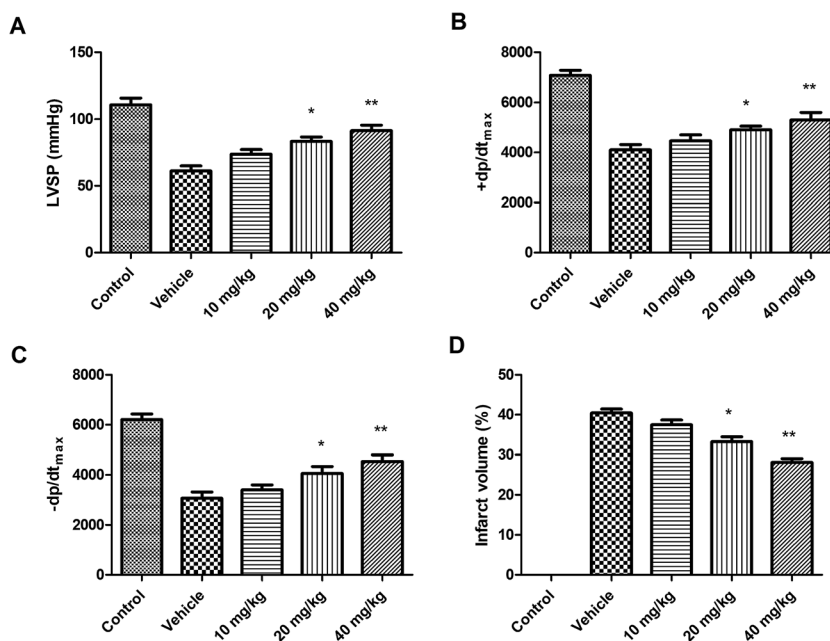 A
LVSP (mmHg)
150
100
50
0
*
**
Control
Vehicle
10 mg/kg
20 mg/kg
40 mg/kg
B
+dp/dtmax
8000
6000
4000
2000
0
*
**
Control
Vehicle
10 mg/kg
20 mg/kg
40 mg/kg
C
-dp/dtmax
8000
6000
4000
2000
0
*
**
Control
Vehicle
10 mg/kg
20 mg/kg
40 mg/kg
D
Infarct volume (%)
50
40
30
20
10
0
*
**
Control
Vehicle
10 mg/kg
20 mg/kg
40 mg/kg